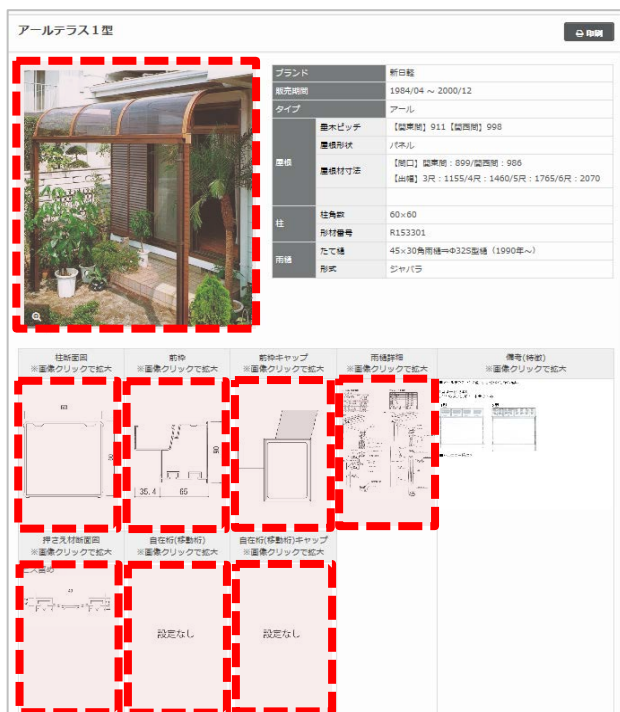 アールテラス１型
印刷
ブランド 新日軽
販売期間 1984/04 ～ 2000/12
タイプ アール
屋根 垂木ピッチ 【関東間】911【関西間】998
屋根形状 パネル
屋根材寸法 【間口】関東間：899/関西間：986
【出幅】3尺：1155/4尺：1460/5尺：1765/6尺：2070
柱 柱角数 60×60
形材番号 R153301
雨樋 たて樋 45×30角雨樋⇒Φ32S型樋（1990年～）
形式 ジャバラ
柱断面図 前枠 前枠キャップ 雨樋詳細 備考(特徴)
※画像クリックで拡大 ※画像クリックで拡大 ※画像クリックで拡大 ※画像クリックで拡大 ※画像クリックで拡大
90
35.4 65
押さえ材断面図 自在桁(移動桁) 自在桁(移動桁)キャップ
※画像クリックで拡大 ※画像クリックで拡大 ※画像クリックで拡大
設定なし 設定なし